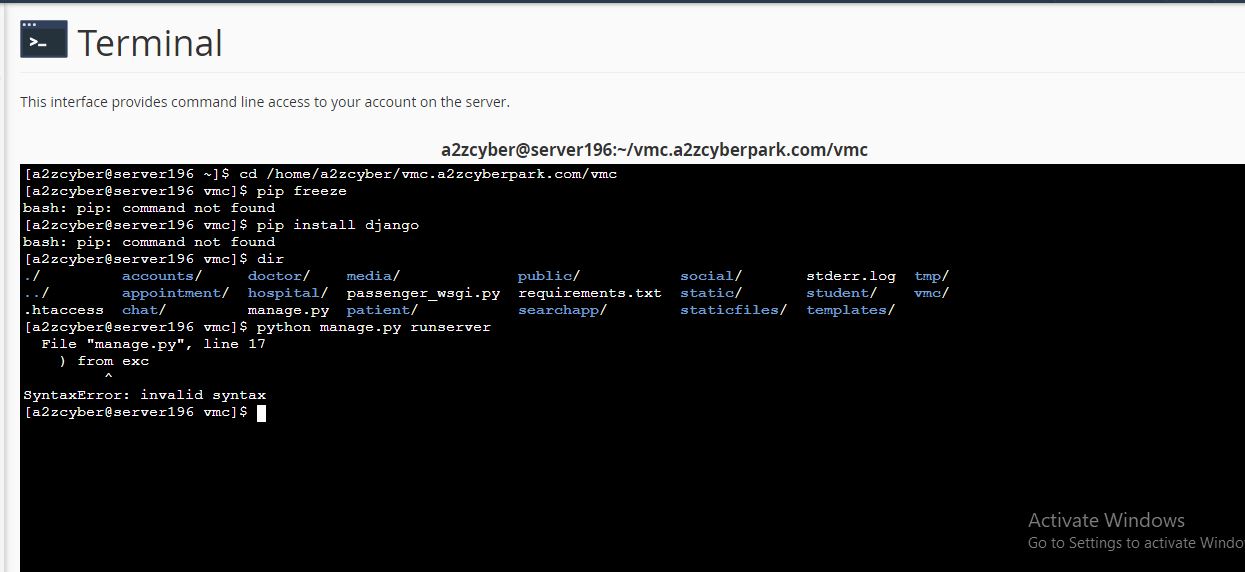 Terminal
This interface provides command line access to your account on the server.
a2zcyber@server196:~/vmc.a2zcyberpark.com/vmc
[a2zcyber@server196 ~]$ cd /home/a2zcyber/vmc.a2zcyberpark.com/vmc
[a2zcyber@server196 vmc]$ pip freeze
bash: pip: command not found
[a2zcyber@server196 vmc]$ pip install django
bash: pip: command not found
[a2zcyber@server196 vmc]$ dir
./ accounts/ doctor/ media/ public/ social/ stderr.log tmp/
../ appointment/ hospital/ passenger_wsgi.py requirements.txt static/ student/ vmc/
.htaccess chat/ manage.py patient/ searchapp/ staticfiles/ templates/
[a2zcyber@server196 vmc]$ python manage.py runserver
File "manage.py", line 17
) from exc
^
SyntaxError: invalid syntax
[a2zcyber@server196 vmc]$
Activate Windows
Go to Settings to activate Windo